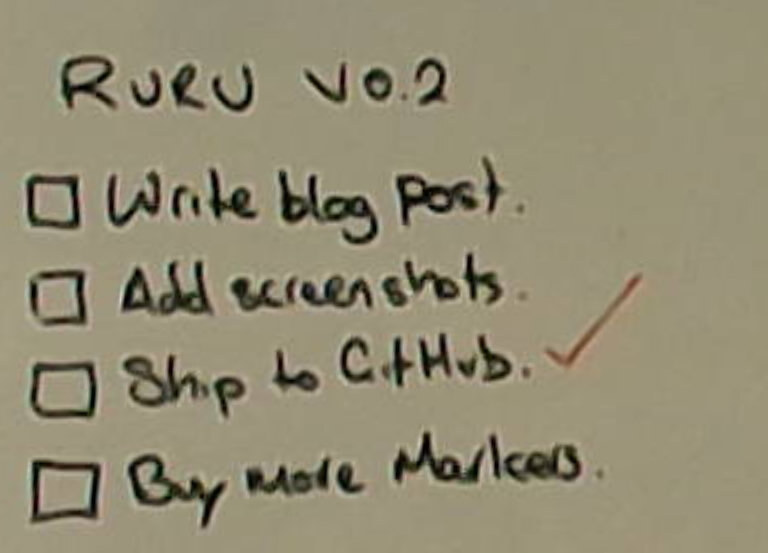 RURU V0.2
Write blog post.
Add screenshots.
Ship to GitHub.
Buy more Markers.